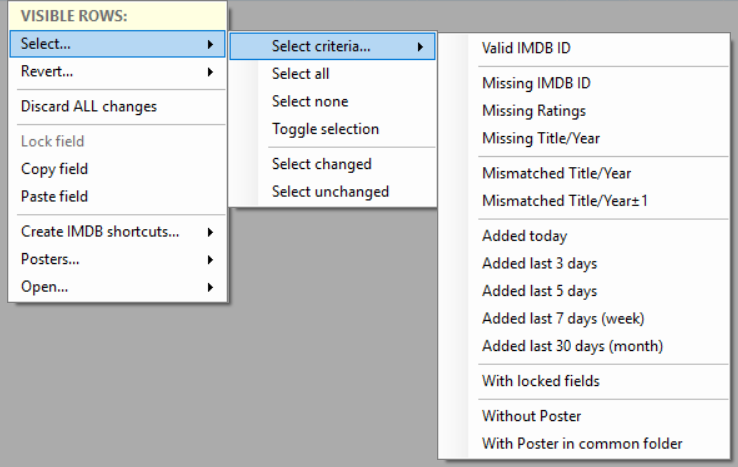 VISIBLE ROWS:
Select...
Revert...
Discard ALL changes
Lock field
Copy field
Paste field
Create IMDB shortcuts...
Posters...
Open...
Select criteria...
Select all
Select none
Toggle selection
Select changed
Select unchanged
Valid IMDB ID
Missing IMDB ID
Missing Ratings
Missing Title/Year
Mismatched Title/Year
Mismatched Title/Year±1
Added today
Added last 3 days
Added last 5 days
Added last 7 days (week)
Added last 30 days (month)
With locked fields
Without Poster
With Poster in common folder